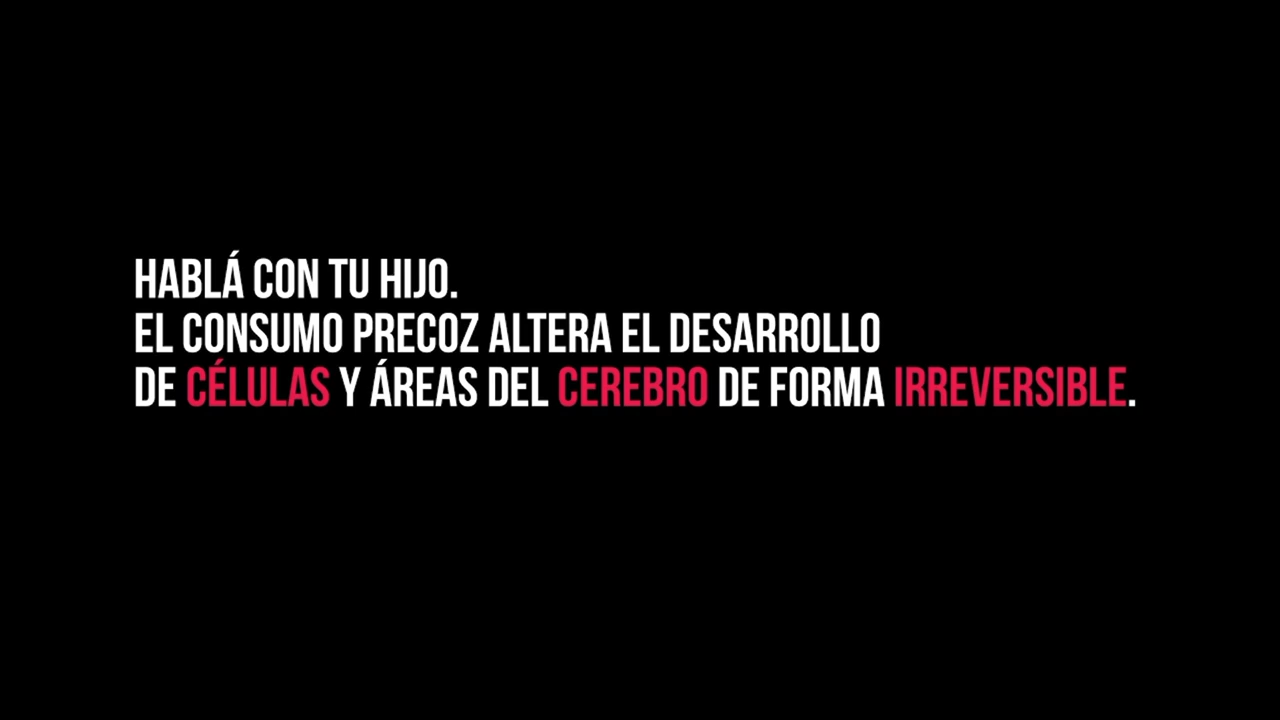 HABLÁ CON TU HIJO.
EL CONSUMO PRECOZ ALTERA EL DESARROLLO
DE CÉLULAS Y ÁREAS DEL CEREBRO DE FORMA IRREVERSIBLE.